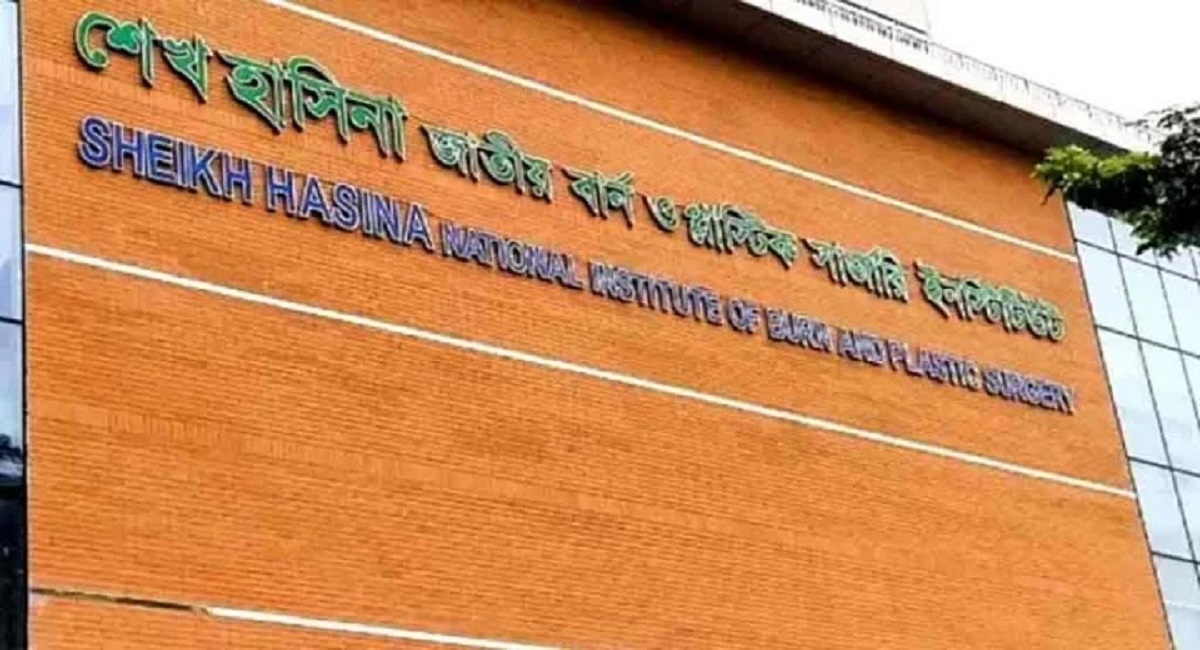 শেখ হাসিনা জাতীয় বার্ন ও প্লাস্টিক সার্জারি ইনস্টিটিউট
SHEIKH HASINA NATIONAL INSTITUTE OF BURN AND PLASTIC SURGERY